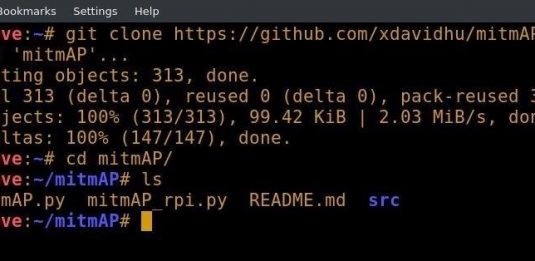 Bookmarks Settings Help
ve:~# git clone https://github.com/xdavidhu/mitmAP
'mitmAP'...
ting objects: 313, done.
l 313 (delta 0), reused 0 (delta 0), pack-reused 3
jects: 100% (313/313), 99.42 KiB | 2.03 MiB/s, don
ltas: 100% (147/147), done.
ve:~# cd mitmAP/
ve:~/mitmAP# ls
mAP.py mitmAP_rpi.py README.md src
ve:~/mitmAP#